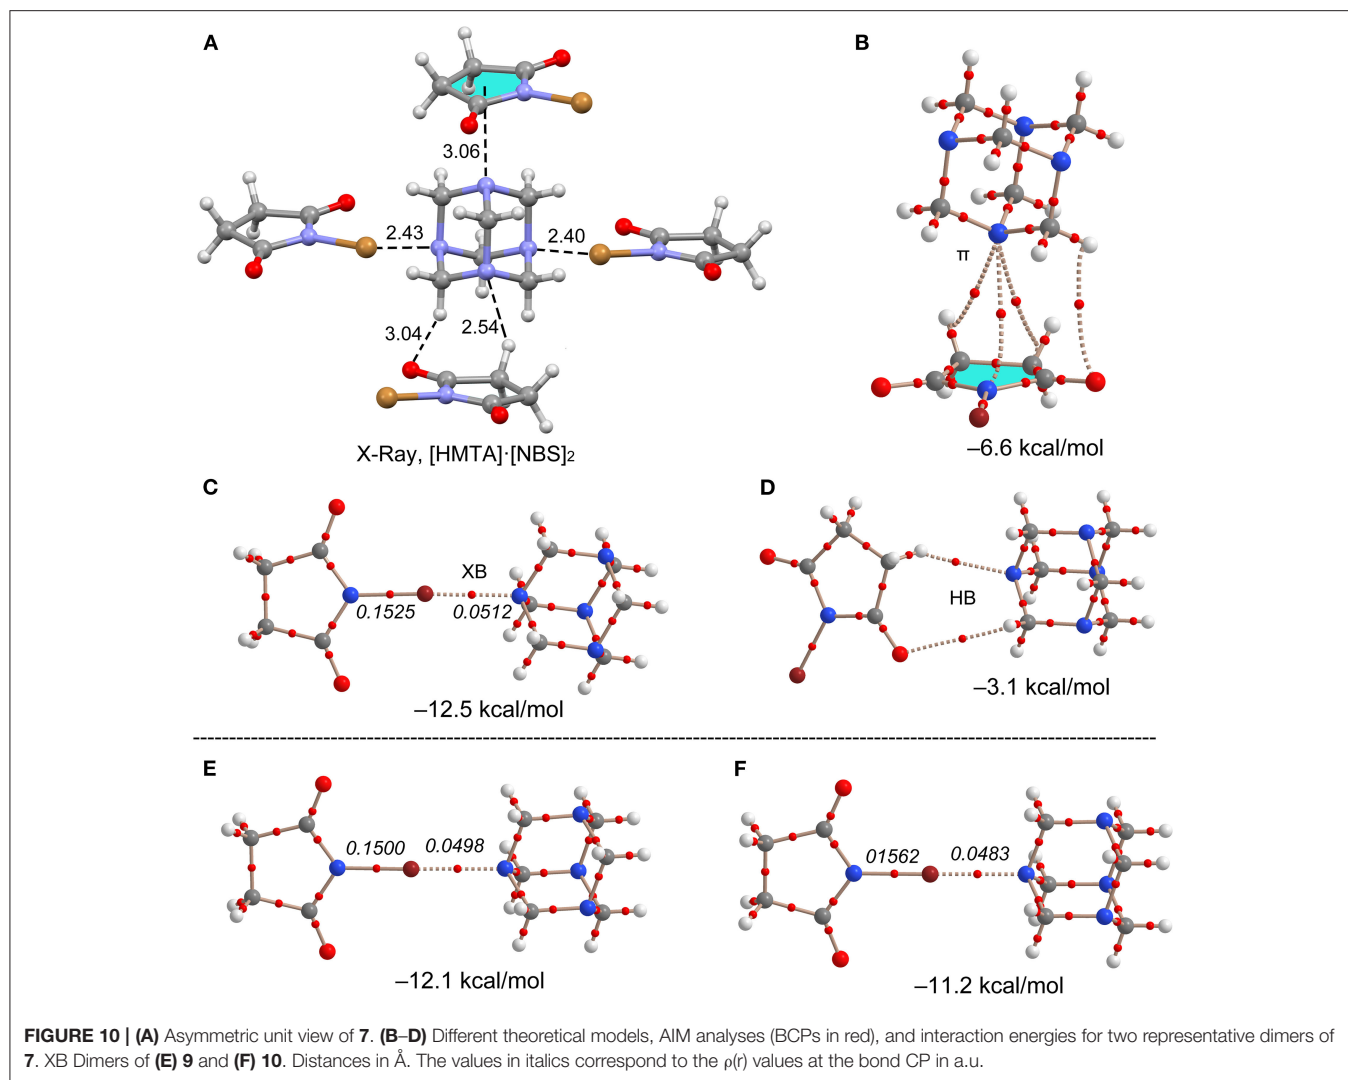 A
B
3.06
2.43
2.40
3.04
2.54
X-Ray, [HMTA]·[NBS]2
π
–6.6 kcal/mol
C
D
XB
0.1525
0.0512
HB
–12.5 kcal/mol
–3.1 kcal/mol
E
F
0.1500
0.0498
01562
0.0483
–12.1 kcal/mol
–11.2 kcal/mol
FIGURE 10 | (A) Asymmetric unit view of 7. (B–D) Different theoretical models, AIM analyses (BCPs in red), and interaction energies for two representative dimers of
7. XB Dimers of (E) 9 and (F) 10. Distances in Å. The values in italics correspond to the ρ(r) values at the bond CP in a.u.